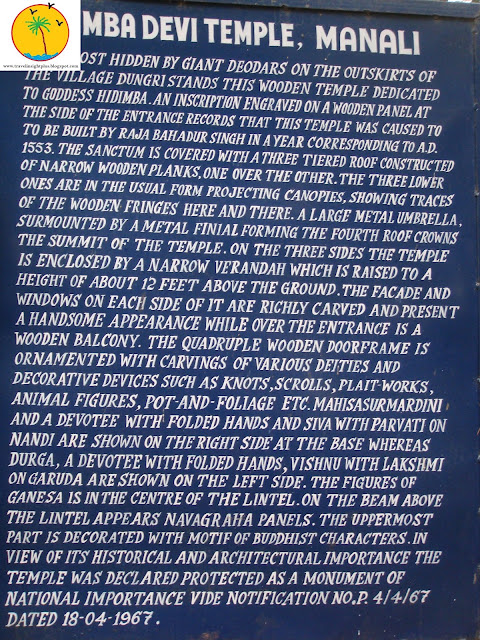 www.travelinsightplus.blogspot.com
MBA DEVI TEMPLE, MANALI
OST HIDDEN BY GIANT DEODARS ON THE OUTSKIRTS OF
THE VILLAGE DUNGRI STANDS THIS WOODEN TEMPLE DEDICATED
TO GODDESS HIDIMBA. AN INSCRIPTION ENGRAVED ON A WOODEN PANEL AT
THE SIDE OF THE ENTRANCE RECORDS THAT THIS TEMPLE WAS CAUSED TO
TO BE BUILT BY RAJA BAHADUR SINGH IN A YEAR CORRESPONDING TO A.D.
1553. THE SANCTUM IS COVERED WITH A THREE TIERED ROOF CONSTRUCTED
OF NARROW WOODEN PLANKS, ONE OVER THE OTHER. THE THREE LOWER
ONES ARE IN THE USUAL FORM PROJECTING CANOPIES, SHOWING TRACES
OF THE WOODEN FRINGES HERE AND THERE. A LARGE METAL UMBRELLA,
SURMOUNTED BY A METAL FINIAL FORMING THE FOURTH ROOF CROWNS
THE SUMMIT OF THE TEMPLE. ON THE THREE SIDES THE TEMPLE
IS ENCLOSED BY A NARROW VERANDAH WHICH IS RAISED TO A
HEIGHT OF ABOUT 12 FEET ABOVE THE GROUND. THE FACADE AND
WINDOWS ON EACH SIDE OF IT ARE RICHLY CARVED AND PRESENT
A HANDSOME APPEARANCE WHILE OVER THE ENTRANCE IS A
WOODEN BALCONY. THE QUADRUPLE WOODEN DOORFRAME IS
ORNAMENTED WITH CARVINGS OF VARIOUS DEITIES AND
DECORATIVE DEVICES SUCH AS KNOTS, SCROLLS, PLAIT-WORKS,
ANIMAL FIGURES, POT-AND-FOLIAGE ETC. MAHISASURMARDINI
AND A DEVOTEE WITH FOLDED HANDS AND SIVA WITH PARVATI ON
NANDI ARE SHOWN ON THE RIGHT SIDE AT THE BASE WHEREAS
DURGA, A DEVOTEE WITH FOLDED HANDS, VISHNU WITH LAKSHMI
ON GARUDA ARE SHOWN ON THE LEFT SIDE. THE FIGURES OF
GANESA IS IN THE CENTRE OF THE LINTEL. ON THE BEAM ABOVE
THE LINTEL APPEARS NAVAGRAHA PANELS. THE UPPERMOST
PART IS DECORATED WITH MOTIF OF BUDDHIST CHARACTERS. IN
VIEW OF ITS HISTORICAL AND ARCHITECTURAL IMPORTANCE THE
TEMPLE WAS DECLARED PROTECTED AS A MONUMENT OF
NATIONAL IMPORTANCE VIDE NOTIFICATION NO.P. 4/4/67
DATED 18-04-1967.